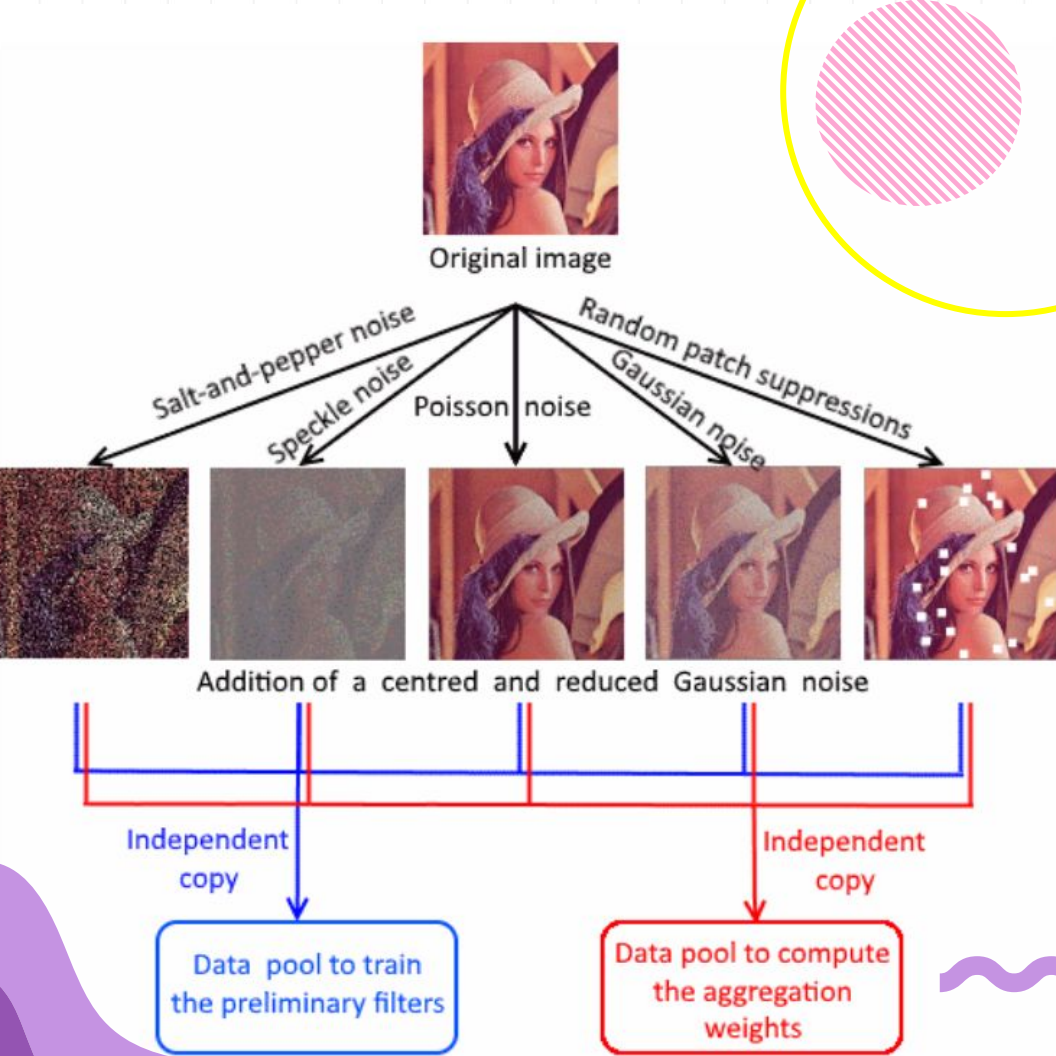 Original image
Salt-and-pepper noise
Speckle noise
Poisson noise
Gaussian noise
Random patch suppressions
Addition of a centred and reduced Gaussian noise
Independent
copy
Independent
copy
Data pool to train
the preliminary filters
Data pool to compute
the aggregation
weights